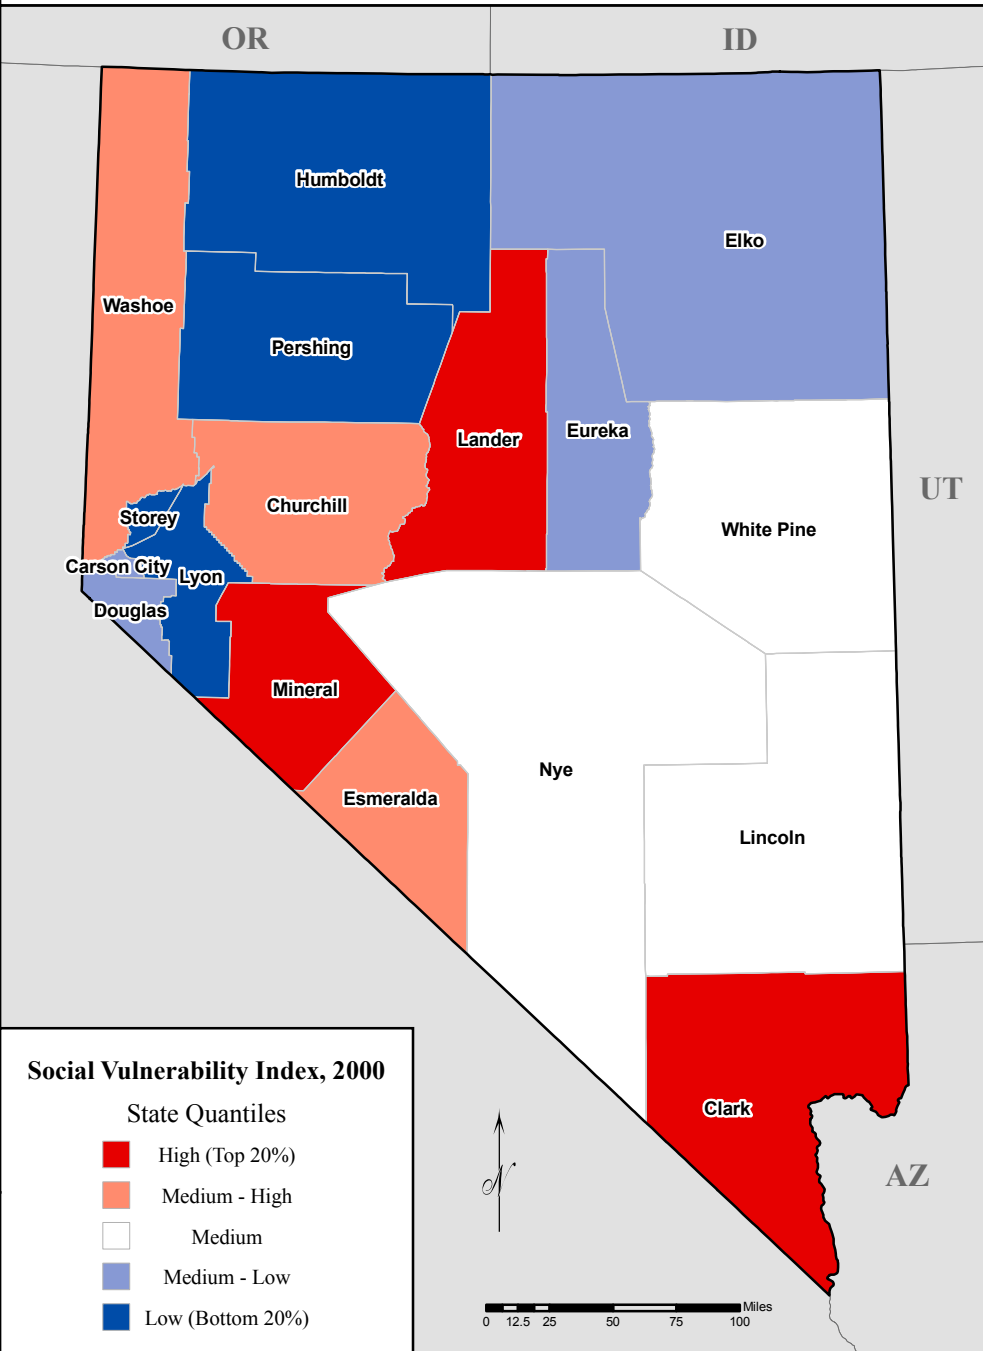 OR
ID
Humboldt
Elko
Washoe
Pershing
Eureka
Lander
UT
Churchill
Storey
White Pine
Carson City
Lyon
Douglas
Mineral
Nye
Esmeralda
Lincoln
Clark
AZ
Social Vulnerability Index, 2000
State Quantiles
High (Top 20%)
Medium - High
Medium
Medium - Low
Low (Bottom 20%)
N
Miles
0 12.5 25 50 75 100